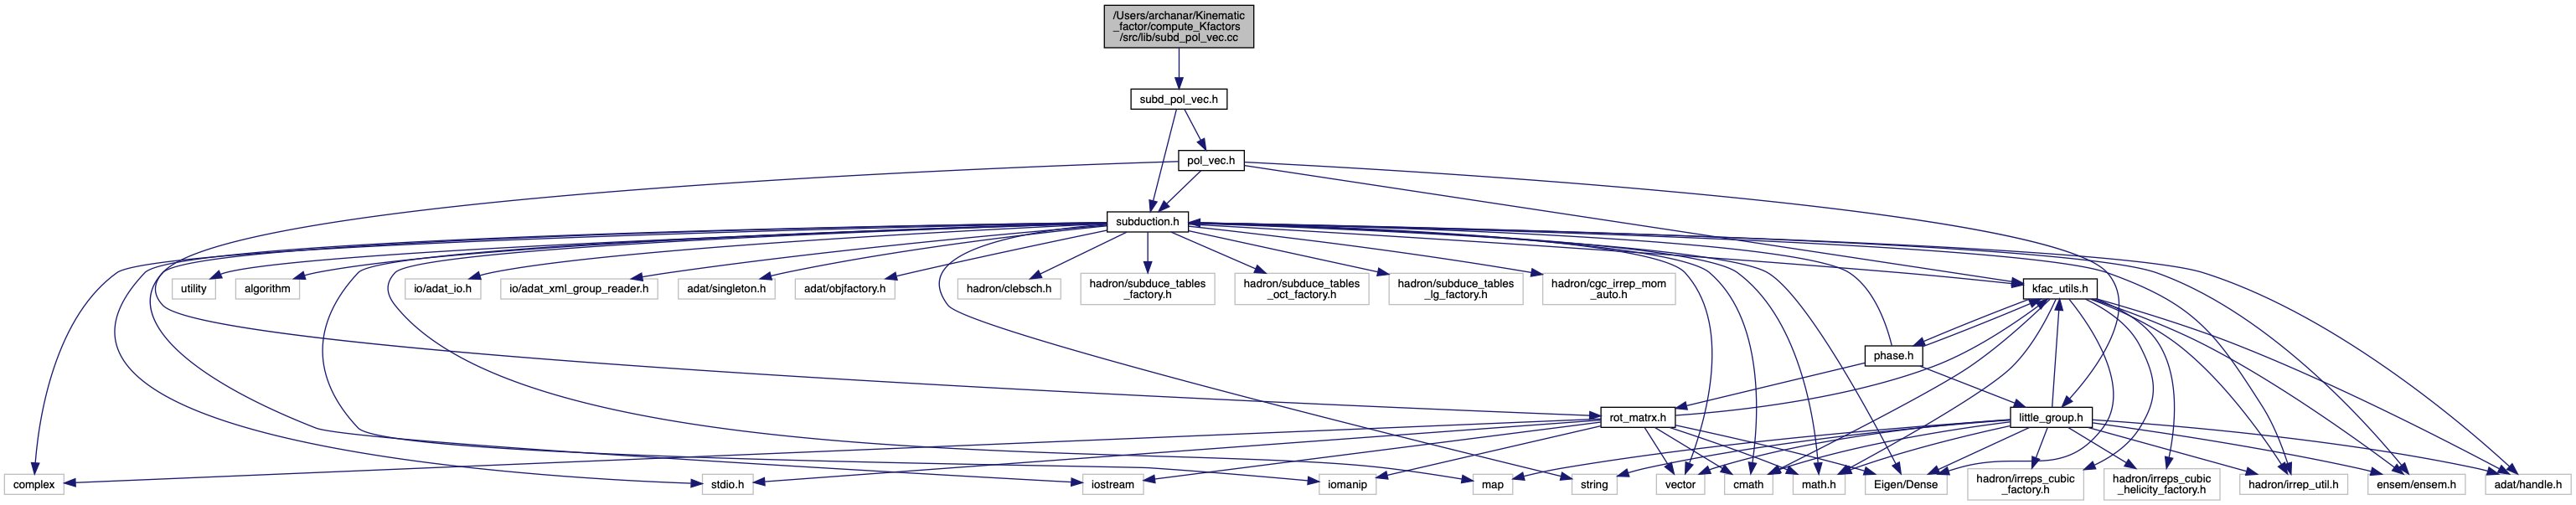 /Users/archanar/Kinematic
_factor/compute_Kfactors
/src/lib/subd_pol_vec.cc
subd_pol_vec.h
pol_vec.h
subduction.h
utility
algorithm
io/adat_io.h
io/adat_xml_group_reader.h
adat/singleton.h
adat/objfactory.h
hadron/clebsch.h
hadron/subduce_tables
_factory.h
hadron/subduce_tables
_oct_factory.h
hadron/subduce_tables
_lg_factory.h
hadron/cgc_irrep_mom
_auto.h
kfac_utils.h
phase.h
rot_matrx.h
little_group.h
complex
stdio.h
iostream
iomanip
map
string
vector
cmath
math.h
Eigen/Dense
hadron/irreps_cubic
_factory.h
hadron/irreps_cubic
_helicity_factory.h
hadron/irrep_util.h
ensem/ensem.h
adat/handle.h